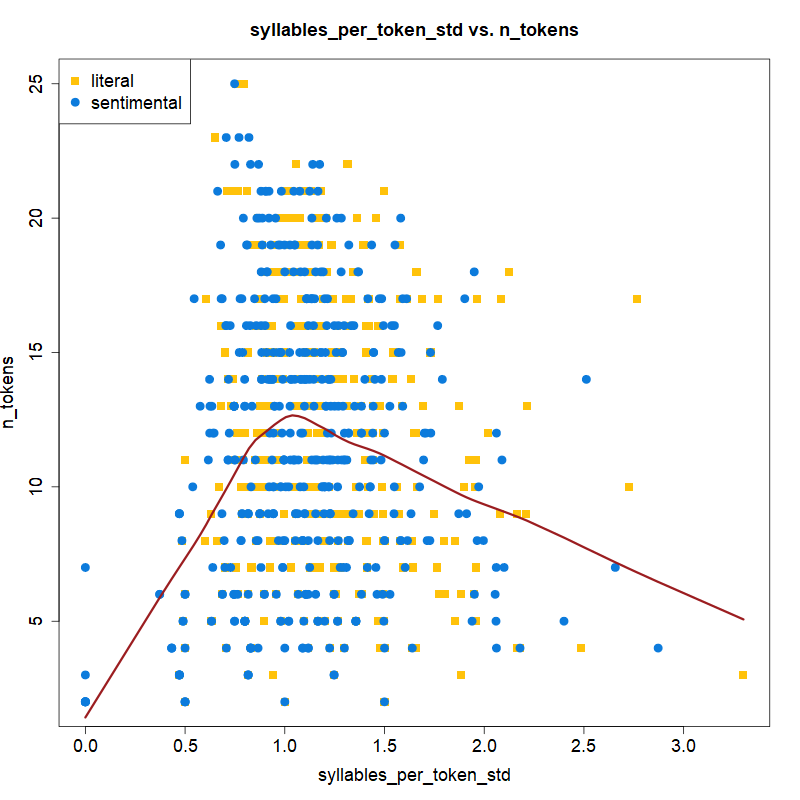 syllables_per_token_std vs. n_tokens
literal
sentimental
25
20
15
10
5
n_tokens
0.0 0.5 1.0 1.5 2.0 2.5 3.0
syllables_per_token_std